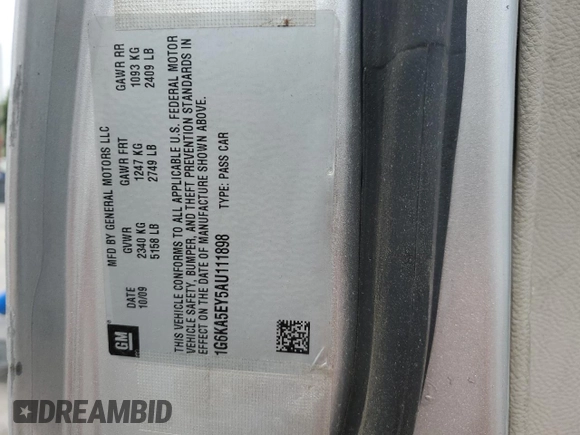 GM
MFD BY GENERAL MOTORS LLC
DATE GVWR GAWR FRT GAWR RR
10/09 2340 KG 1247 KG 1093 KG
5158 LB 2749 LB 2409 LB
THIS VEHICLE CONFORMS TO ALL APPLICABLE U.S. FEDERAL MOTOR
VEHICLE SAFETY, BUMPER, AND THEFT PREVENTION STANDARDS IN
EFFECT ON THE DATE OF MANUFACTURE SHOWN ABOVE.
1G6KA5EY5AU111898 TYPE: PASS CAR
DREAMBID